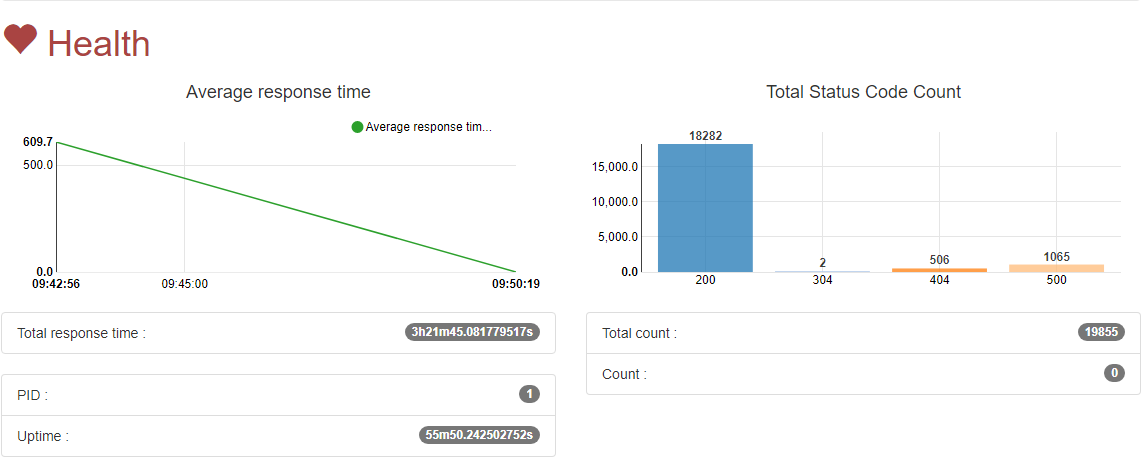 Health
Average response time
Average response tim...
609.7
500.0
0.0
09:42:56 09:45:00 09:50:19
Total response time : 3h21m45.081779517s
PID : 1
Uptime : 55m50.242502752s
Total Status Code Count
18282
2
506
1065
15,000.0
10,000.0
5,000.0
0.0
200 304 404 500
Total count : 19855
Count : 0